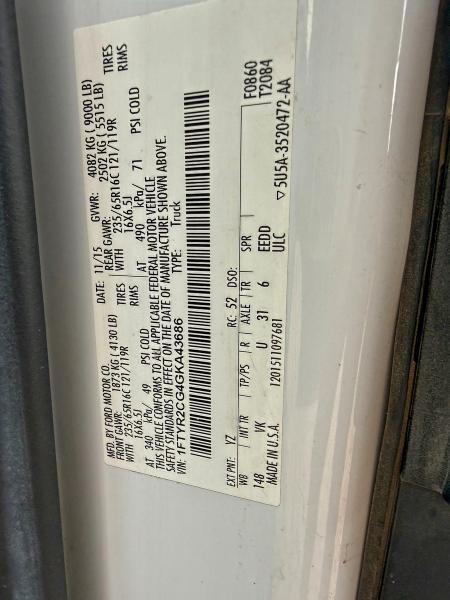 MFD. BY FORD MOTOR CO.
DATE: 11/15 GVWR: 4082 KG ( 9000 LB)
FRONT GAWR: 1873 KG ( 4130 LB) REAR GAWR: 2502 KG ( 5515 LB)
WITH 235/65R16C 121/119R TIRES WITH 235/65R16C 121/119R TIRES
16X6.5J RIMS 16X6.5J RIMS
AT 340 kPa/ 49 PSI COLD AT 490 kPa/ 71 PSI COLD
THIS VEHICLE CONFORMS TO ALL APPLICABLE FEDERAL MOTOR VEHICLE
SAFETY STANDARDS IN EFFECT ON THE DATE OF MANUFACTURE SHOWN ABOVE.
VIN: 1FTYR2CG4GKA43686
TYPE: Truck
F0860
T2084
EXT PNT: YZ RC: 52 DSO:
WB INT TR TP/PS R AXLE TR SPR
148 VK U 31 6 EEDD
ULC
1201511097681
MADE IN U.S.A. ▽5U5A-3520472-AA